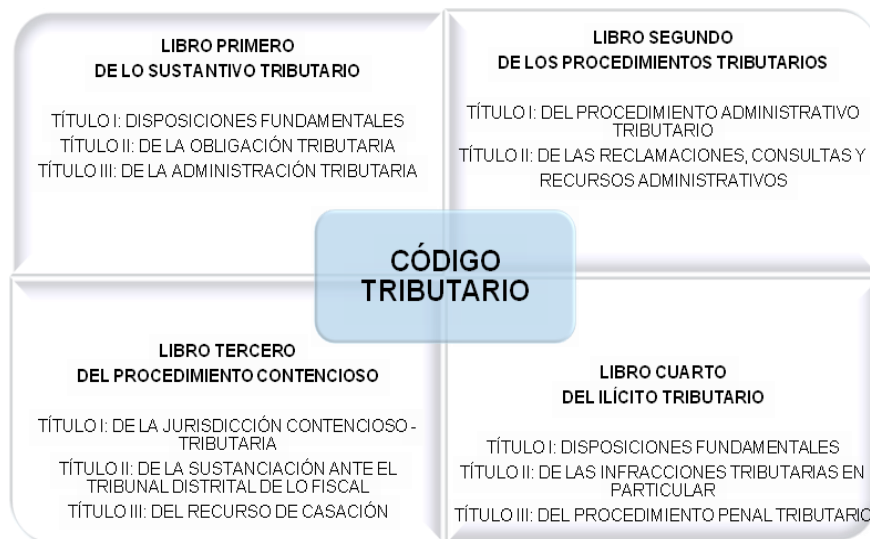 LIBRO PRIMERO
DE LO SUSTANTIVO TRIBUTARIO
TÍTULO I: DISPOSICIONES FUNDAMENTALES
TÍTULO II: DE LA OBLIGACIÓN TRIBUTARIA
TÍTULO III: DE LA ADMINISTRACIÓN TRIBUTARIA
LIBRO SEGUNDO
DE LOS PROCEDIMIENTOS TRIBUTARIOS
TÍTULO I: DEL PROCEDIMIENTO ADMINISTRATIVO
TRIBUTARIO
TÍTULO II: DE LAS RECLAMACIONES, CONSULTAS Y
RECURSOS ADMINISTRATIVOS
CÓDIGO
TRIBUTARIO
LIBRO TERCERO
DEL PROCEDIMIENTO CONTENCIOSO
TÍTULO I: DE LA JURISDICCIÓN CONTENCIOSO -
TRIBUTARIA
TÍTULO II: DE LA SUSTANCIACIÓN ANTE EL
TRIBUNAL DISTRITAL DE LO FISCAL
TÍTULO III: DEL RECURSO DE CASACIÓN
LIBRO CUARTO
DEL ILÍCITO TRIBUTARIO
TÍTULO I: DISPOSICIONES FUNDAMENTALES
TÍTULO II: DE LAS INFRACCIONES TRIBUTARIAS EN
PARTICULAR
TÍTULO III: DEL PROCEDIMIENTO PENAL TRIBUTARIO